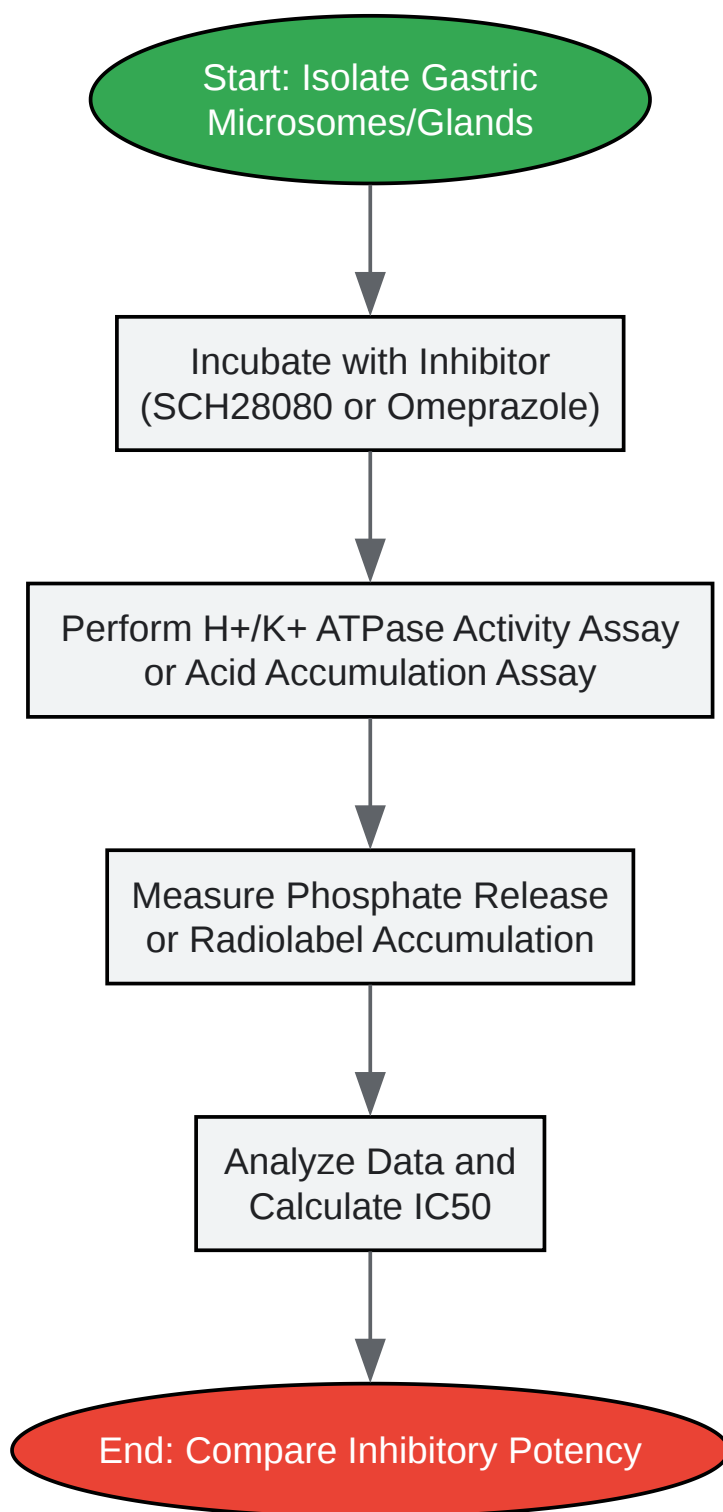 Start: Isolate Gastric
Microsomes/Glands
Incubate with Inhibitor
(SCH28080 or Omeprazole)
Perform H+/K+ ATPase Activity Assay
or Acid Accumulation Assay
Measure Phosphate Release
or Radiolabel Accumulation
Analyze Data and
Calculate IC50
End: Compare Inhibitory Potency